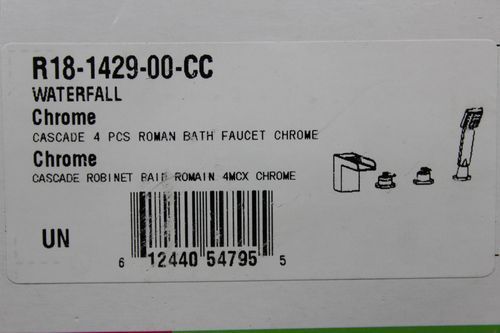 R18-1429-00-CC
WATERFALL
Chrome
CASCADE 4 PCS ROMAN BATH FAUCET CHROME
Chrome
CASCADE ROBINET BAIP ROMAIN 4MCX CHROME
UN
6 12440 54795 5